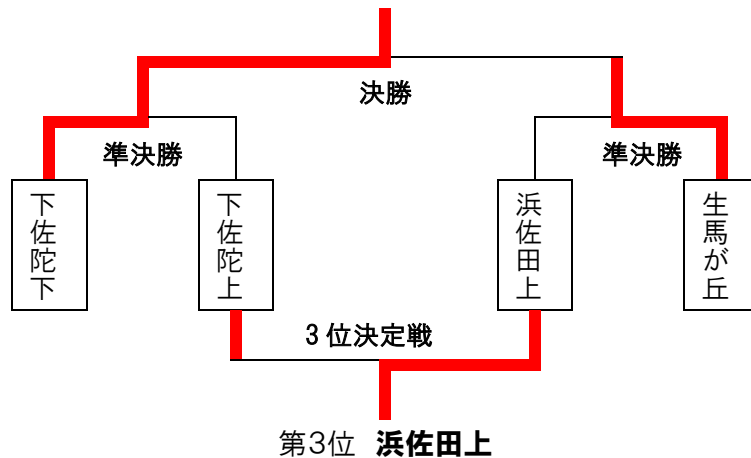 決勝
準決勝
準決勝
下佐陀下
下佐陀上
浜佐田上
生馬が丘
3位決定戦
第3位 浜佐田上